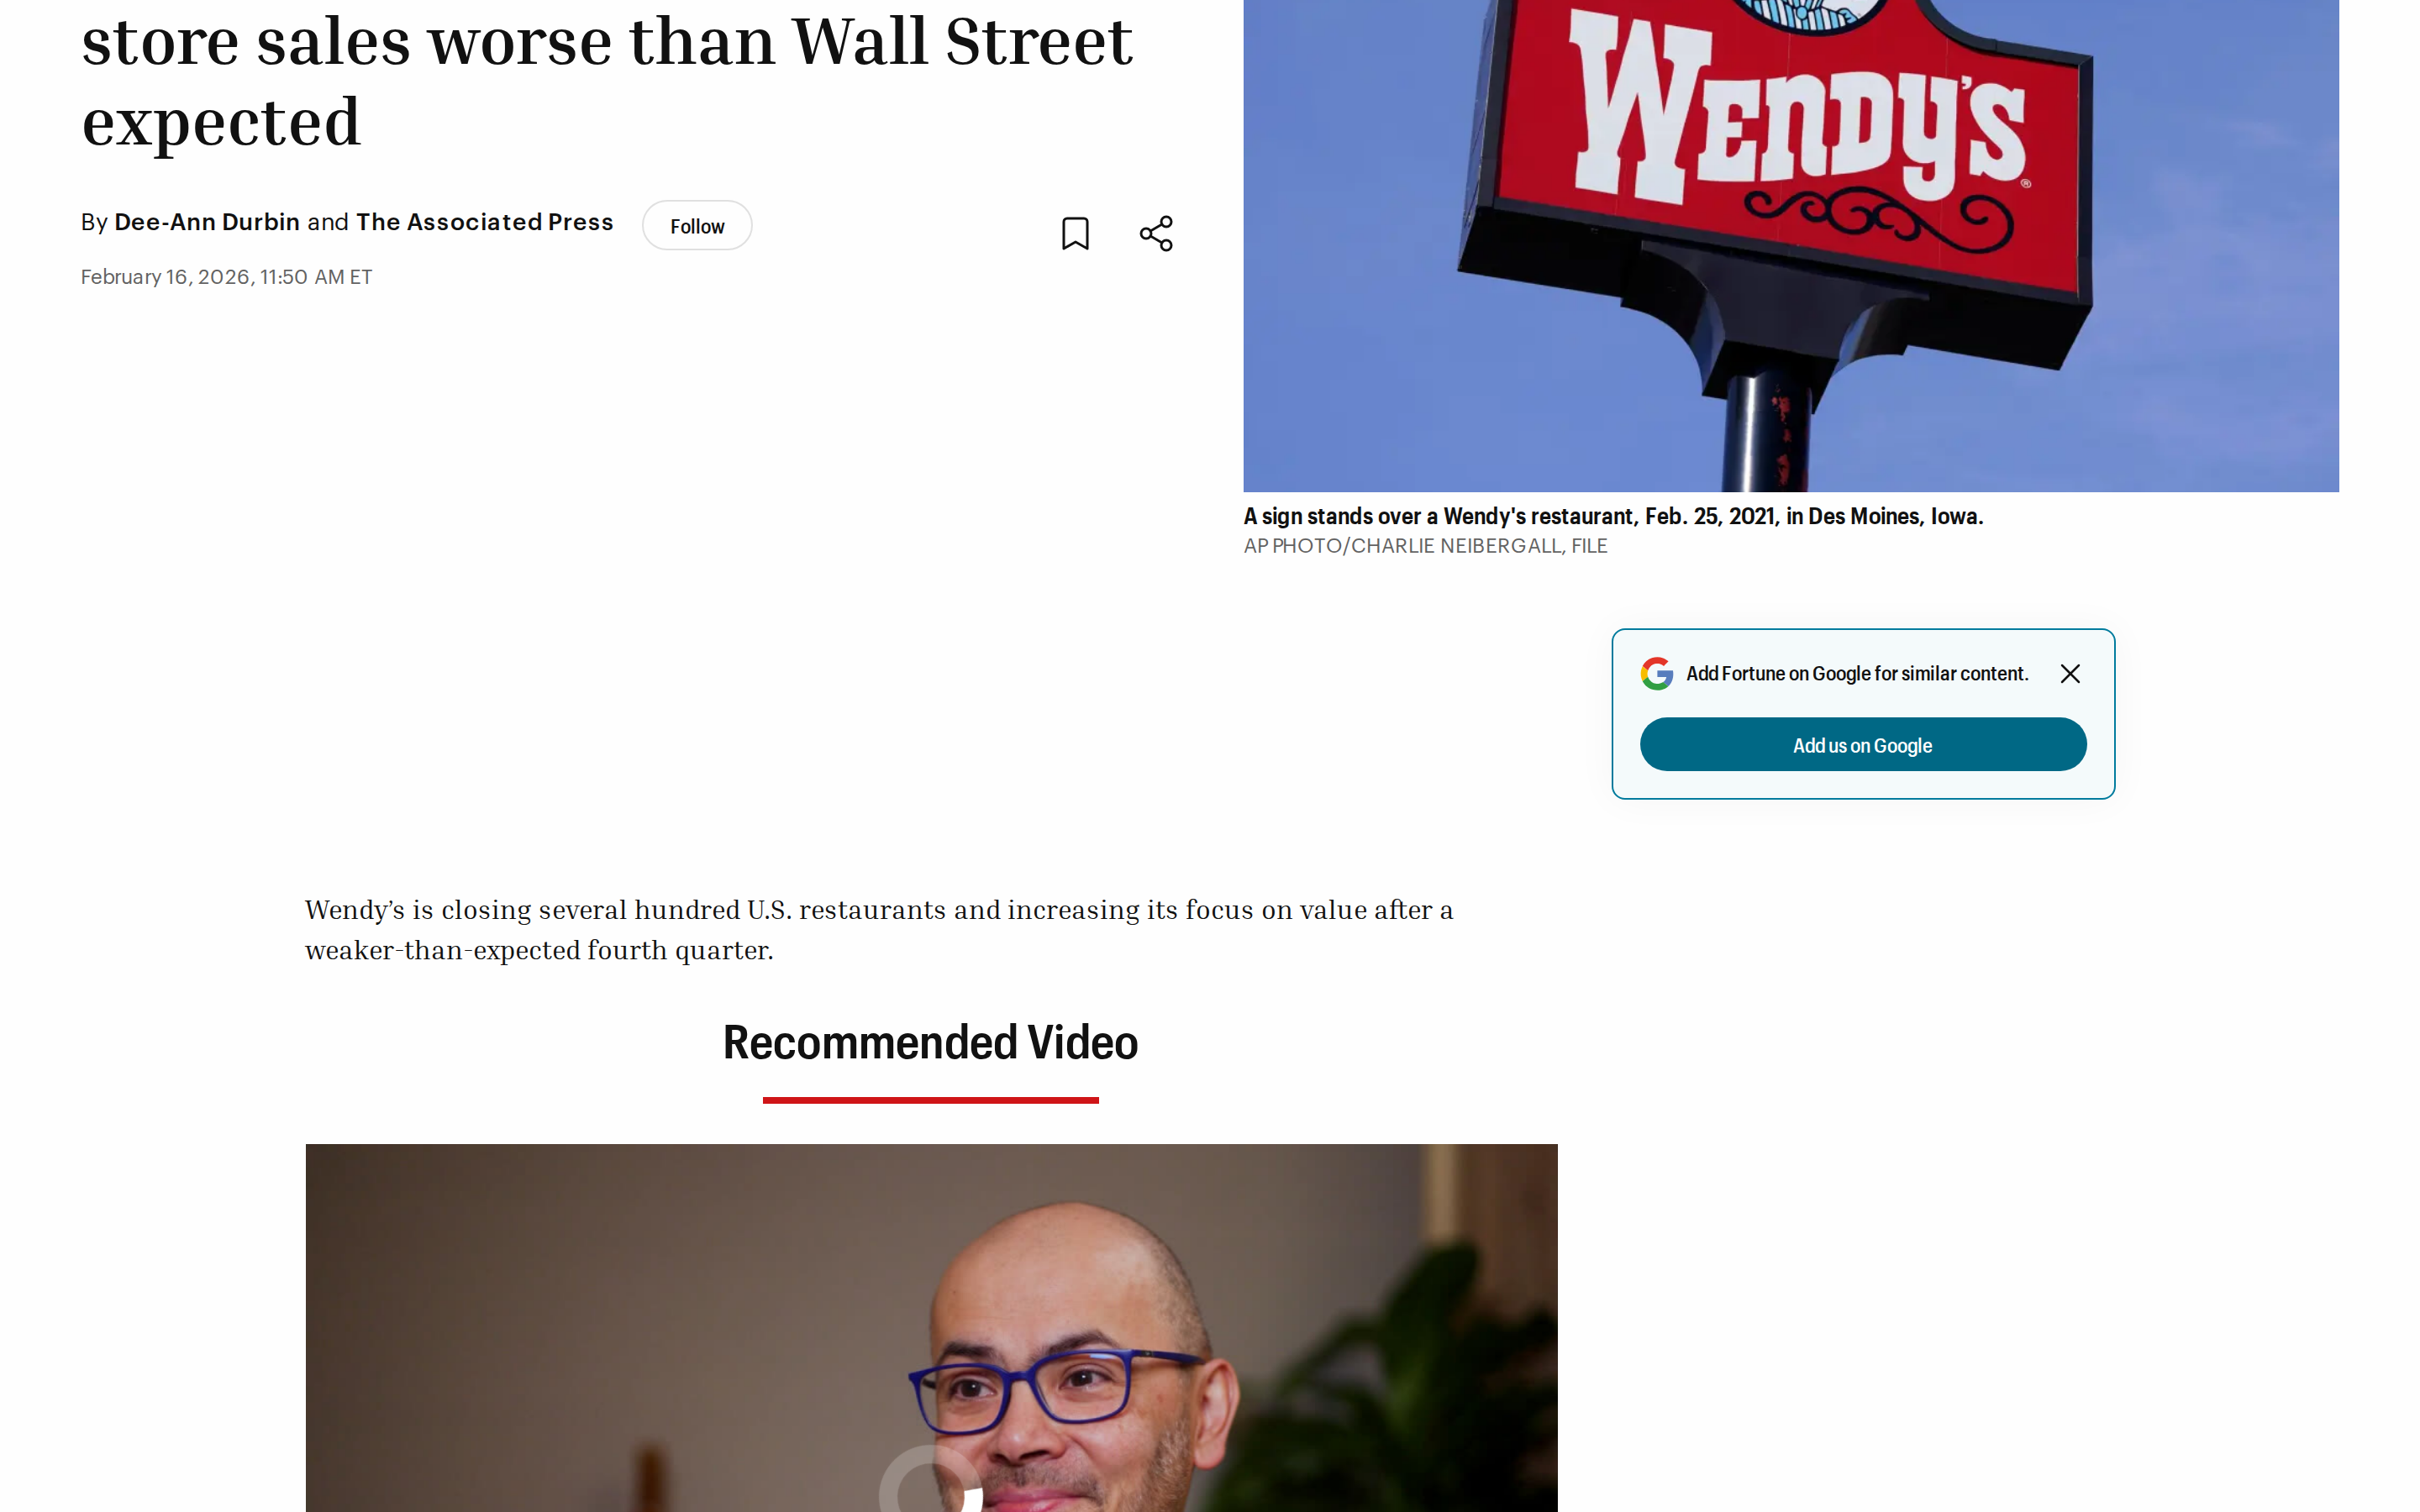 store sales worse than Wall Street
expected
By Dee-Ann Durbin and The Associated Press
Follow
February 16, 2026, 11:50 AM ET
WENDY'S®
A sign stands over a Wendy's restaurant, Feb. 25, 2021, in Des Moines, Iowa.
AP PHOTO/CHARLIE NEIBERGALL, FILE
Add Fortune on Google for similar content.
Add us on Google
Wendy’s is closing several hundred U.S. restaurants and increasing its focus on value after a
weaker-than-expected fourth quarter.
Recommended Video